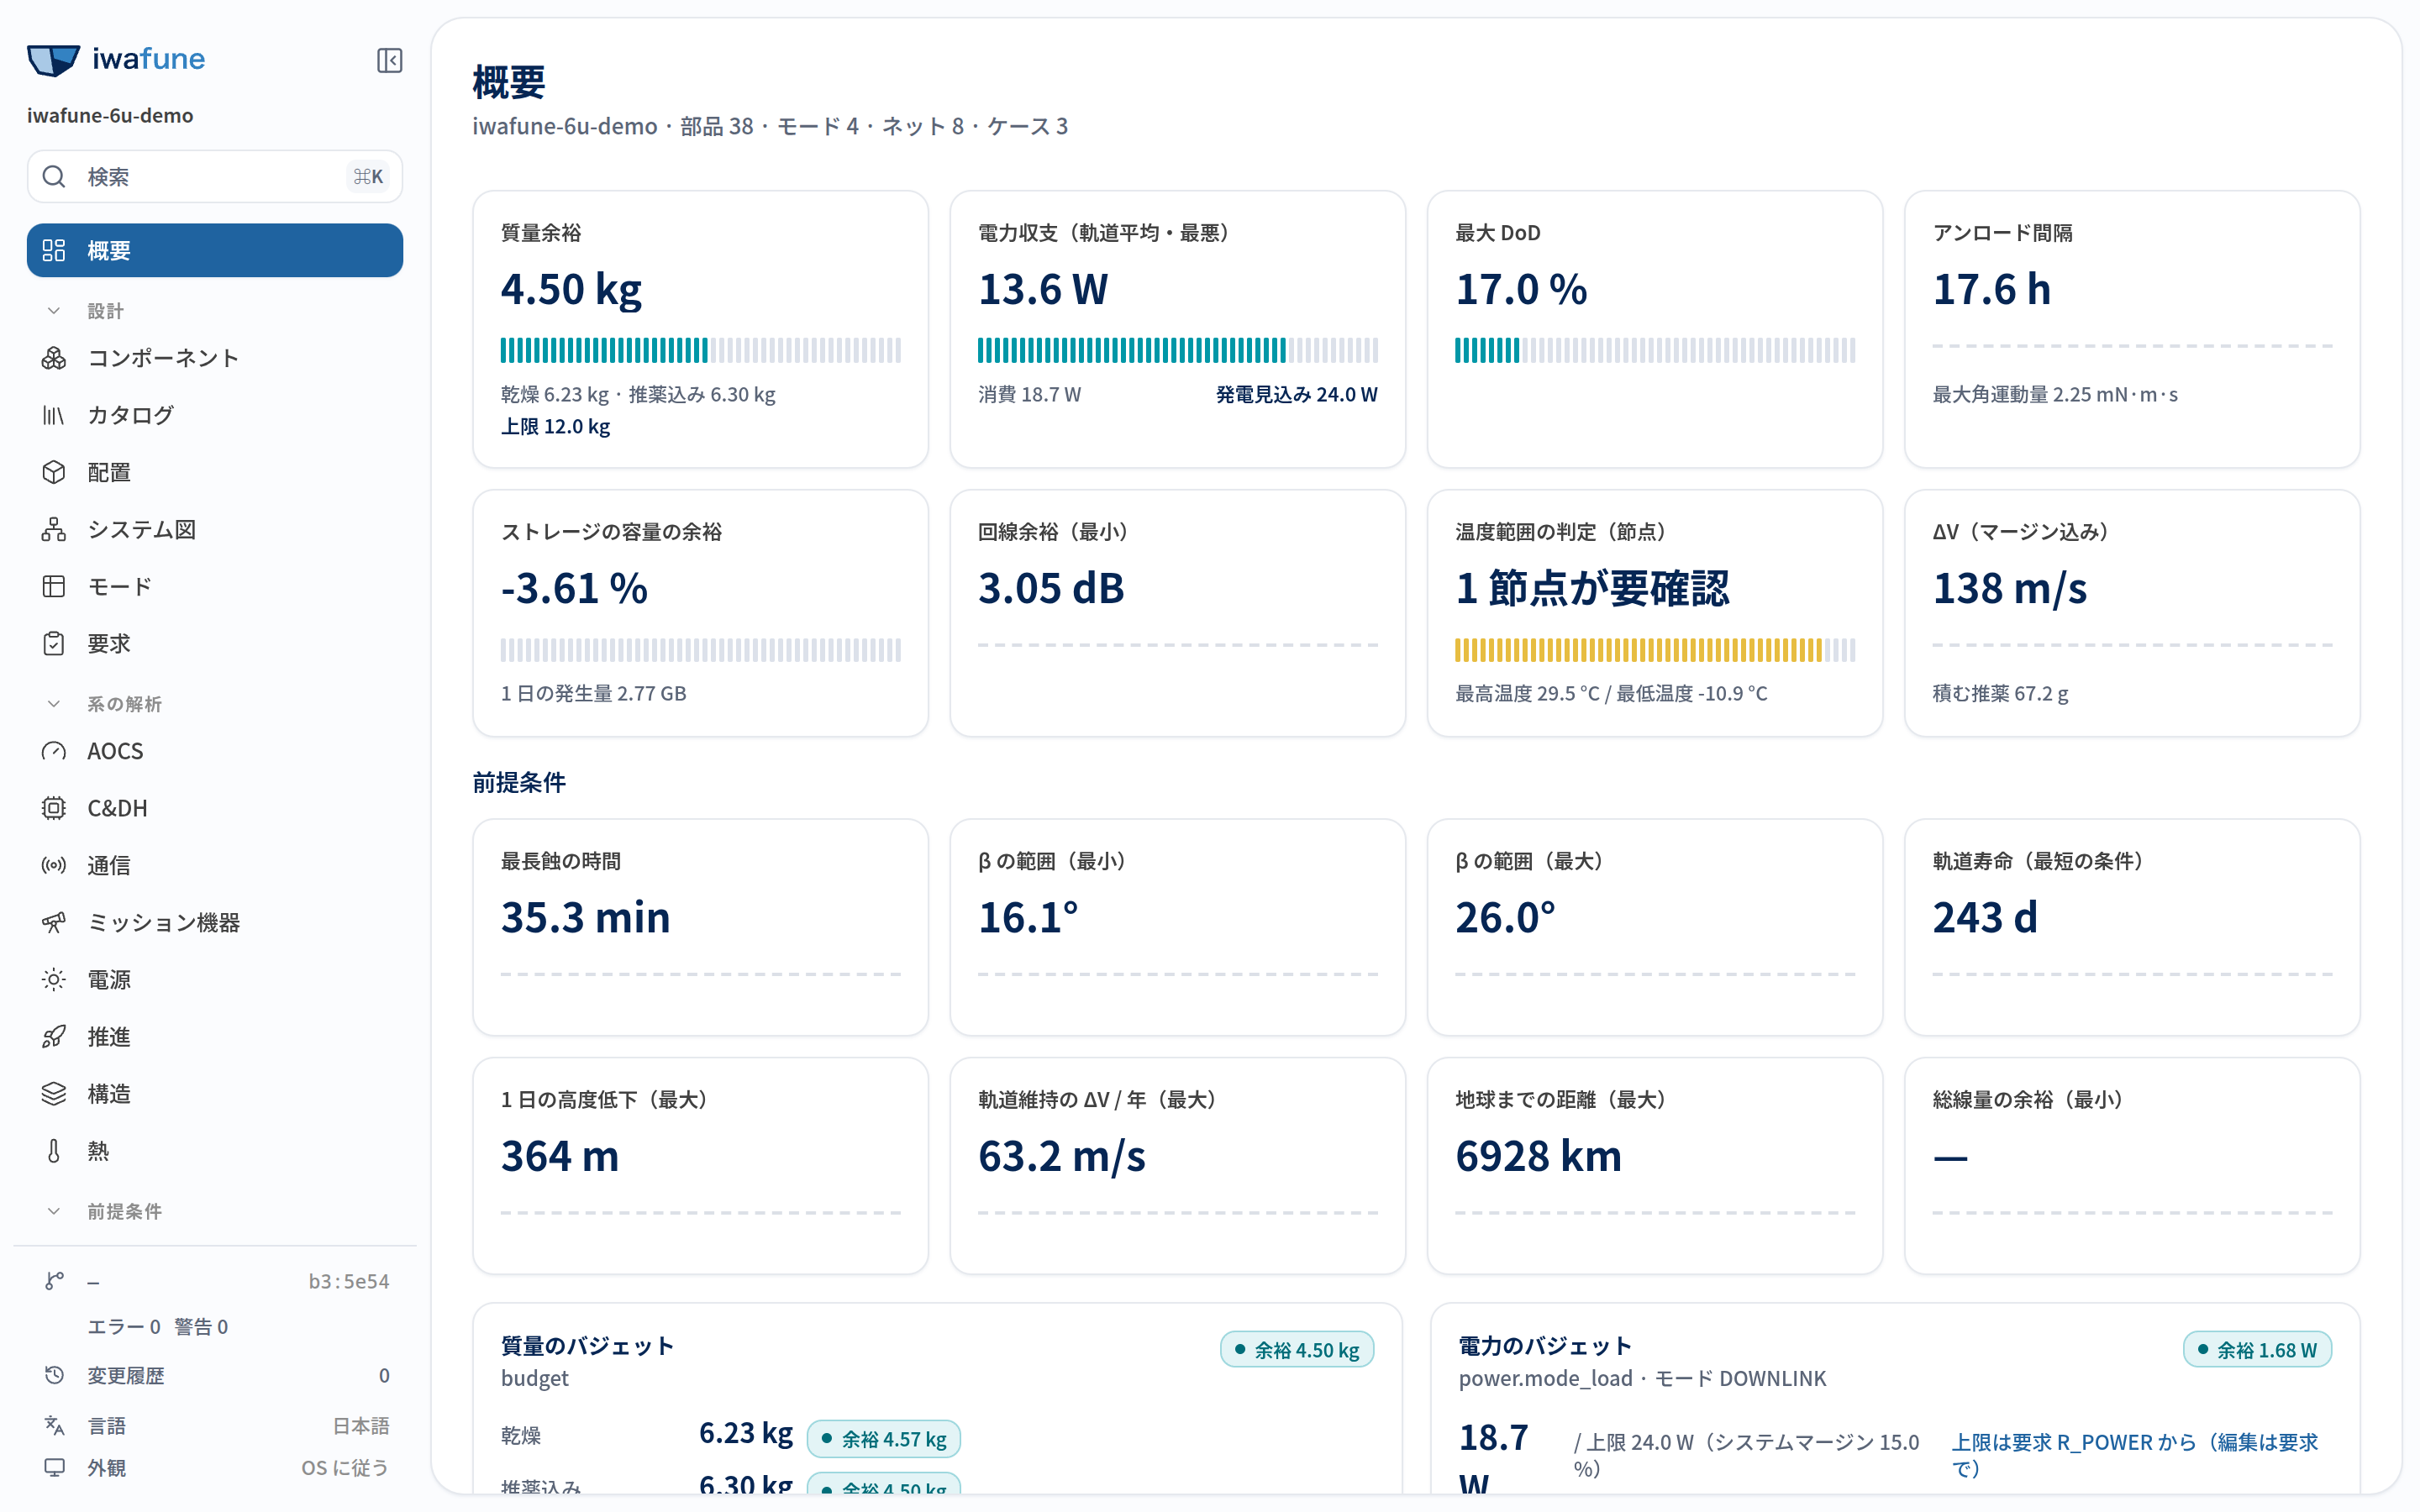 iwafune
iwafune-6u-demo
検索 ⌘K
概要
設計
コンポーネント
カタログ
配置
システム図
モード
要求
系の解析
AOCS
C&DH
通信
ミッション機器
電源
推進
構造
熱
前提条件
– b3:5e54
エラー 0 警告 0
変更履歴 0
言語 日本語
外観 OS に従う
概要
iwafune-6u-demo · 部品 38 · モード 4 · ネット 8 · ケース 3
質量余裕
4.50 kg
乾燥 6.23 kg · 推薬込み 6.30 kg
上限 12.0 kg
電力収支（軌道平均・最悪）
13.6 W
消費 18.7 W 発電見込み 24.0 W
最大 DoD
17.0 %
アンロード間隔
17.6 h
最大角運動量 2.25 mN·m·s
ストレージの容量の余裕
-3.61 %
1 日の発生量 2.77 GB
回線余裕（最小）
3.05 dB
温度範囲の判定（節点）
1 節点が要確認
最高温度 29.5 °C / 最低温度 -10.9 °C
ΔV（マージン込み）
138 m/s
積む推薬 67.2 g
前提条件
最長蝕の時間
35.3 min
β の範囲（最小）
16.1°
β の範囲（最大）
26.0°
軌道寿命（最短の条件）
243 d
1 日の高度低下（最大）
364 m
軌道維持の ΔV / 年（最大）
63.2 m/s
地球までの距離（最大）
6928 km
総線量の余裕（最小）
—
質量のバジェット
budget
余裕 4.50 kg
乾燥 6.23 kg 余裕 4.57 kg
推薬込み 6.30 kg 余裕 4.50 kg
電力のバジェット
power.mode_load · モード DOWNLINK
余裕 1.68 W
18.7
W
/ 上限 24.0 W（システムマージン 15.0
%）
上限は要求 R_POWER から（編集は要求
で）